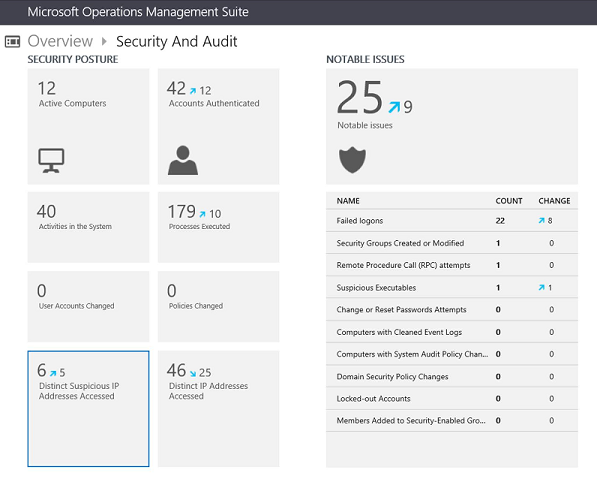 Microsoft Operations Management Suite
Overview Security And Audit
SECURITY POSTURE
12
Active Computers
42 12
Accounts Authenticated
40
Activities in the System
179 10
Processes Executed
0
User Accounts Changed
0
Policies Changed
6 5
Distinct Suspicious IP
Addresses Accessed
46 25
Distinct IP Addresses
Accessed
NOTABLE ISSUES
25 9
Notable issues
NAME COUNT CHANGE
Failed logons 22 8
Security Groups Created or Modified 1 0
Remote Procedure Call (RPC) attempts 1 0
Suspicious Executables 1 1
Change or Reset Passwords Attempts 0 0
Computers with Cleaned Event Logs 0 0
Computers with System Audit Policy Chan... 0 0
Domain Security Policy Changes 0 0
Locked-out Accounts 0 0
Members Added to Security-Enabled Gro... 0 0